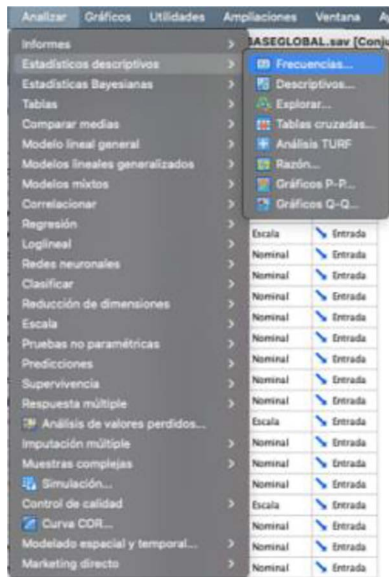 Analizar Gráficos Utilidades Ampliaciones Ventana
Informes
BASEGLOBAL.sav [Conju
Estadísticos descriptivos
Frecuencias...
Estadísticas Bayesianas
Descriptivos...
Tablas
Explorar...
Comparar medias
Tablas cruzadas...
Modelo lineal general
Análisis TURF
Modelos lineales generalizados
Razón...
Modelos mixtos
Gráficos P-P...
Correlacionar
Gráficos Q-Q...
Regresión
Escala Entrada
Loglineal
Nominal Entrada
Redes neuronales
Nominal Entrada
Clasificar
Nominal Entrada
Reducción de dimensiones
Nominal Entrada
Escala
Nominal Entrada
Pruebas no paramétricas
Nominal Entrada
Predicciones
Nominal Entrada
Supervivencia
Nominal Entrada
Respuesta múltiple
Nominal Entrada
Análisis de valores perdidos...
Escala Entrada
Imputación múltiple
Nominal Entrada
Muestras complejas
Nominal Entrada
Simulación...
Nominal Entrada
Control de calidad
Escala Entrada
Curva COR...
Nominal Entrada
Modelado espacial y temporal...
Nominal Entrada
Marketing directo
Nominal Entrada